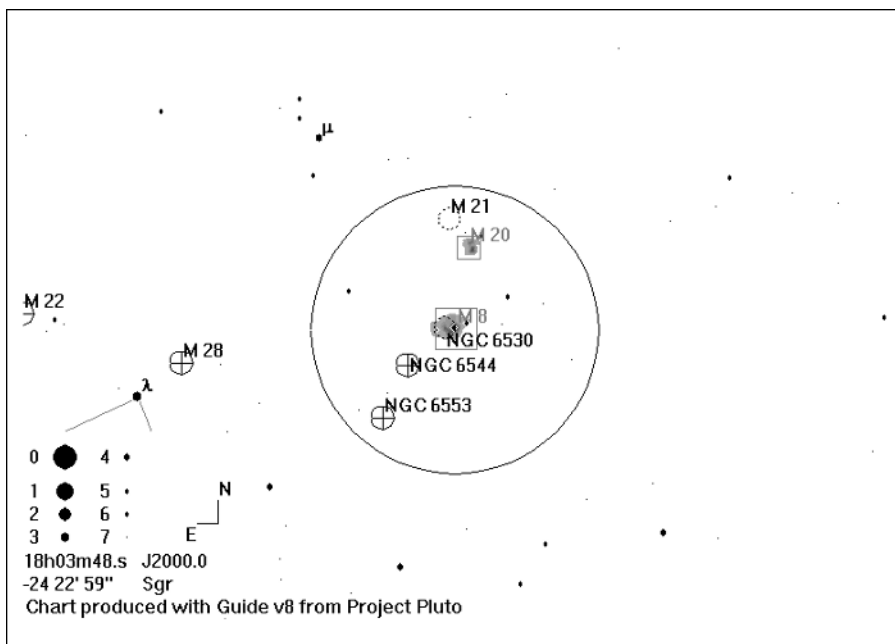 μ
M 21
M 20
M 22
M 8
NGC 6530
M 28
NGC 6544
λ
NGC 6553
0 4
1 5
2 6
3 7
N
E
18h03m48.s J2000.0
-24 22' 59" Sgr
Chart produced with Guide v8 from Project Pluto